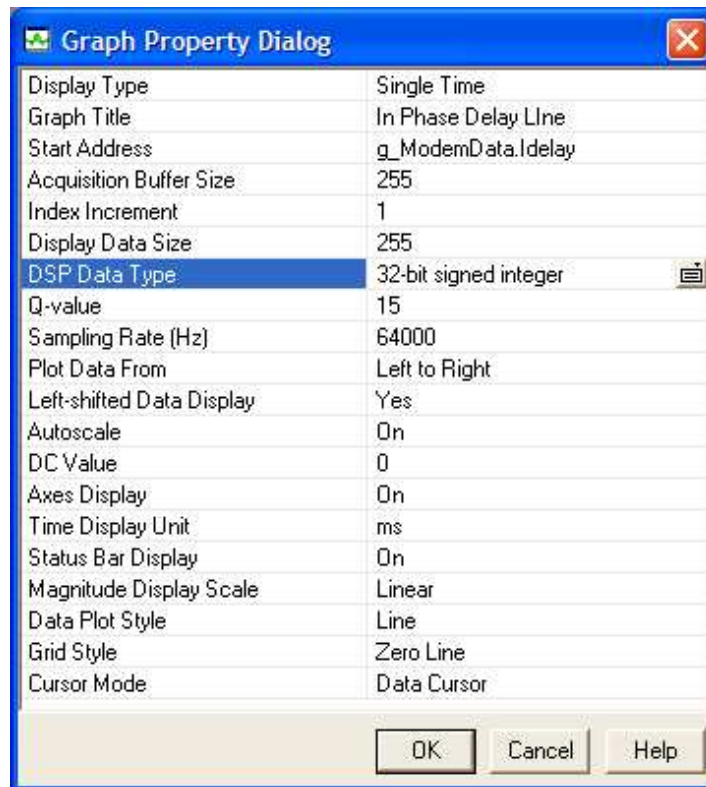 Graph Property Dialog
Display Type Single Time
Graph Title In Phase Delay LIne
Start Address g_ModemData.Idelay
Acquisition Buffer Size 255
Index Increment 1
Display Data Size 255
DSP Data Type 32-bit signed integer
Q-value 15
Sampling Rate (Hz) 64000
Plot Data From Left to Right
Left-shifted Data Display Yes
Autoscale On
DC Value 0
Axes Display On
Time Display Unit ms
Status Bar Display On
Magnitude Display Scale Linear
Data Plot Style Line
Grid Style Zero Line
Cursor Mode Data Cursor
OK Cancel Help